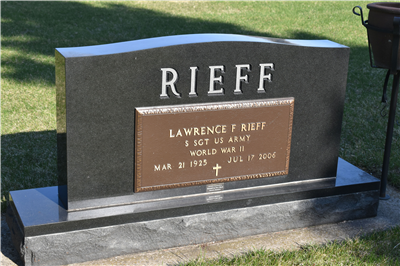 RIEFF
LAWRENCE F RIEFF
S SGT US ARMY
WORLD WAR II
MAR 21 1925 JUL 17 2006